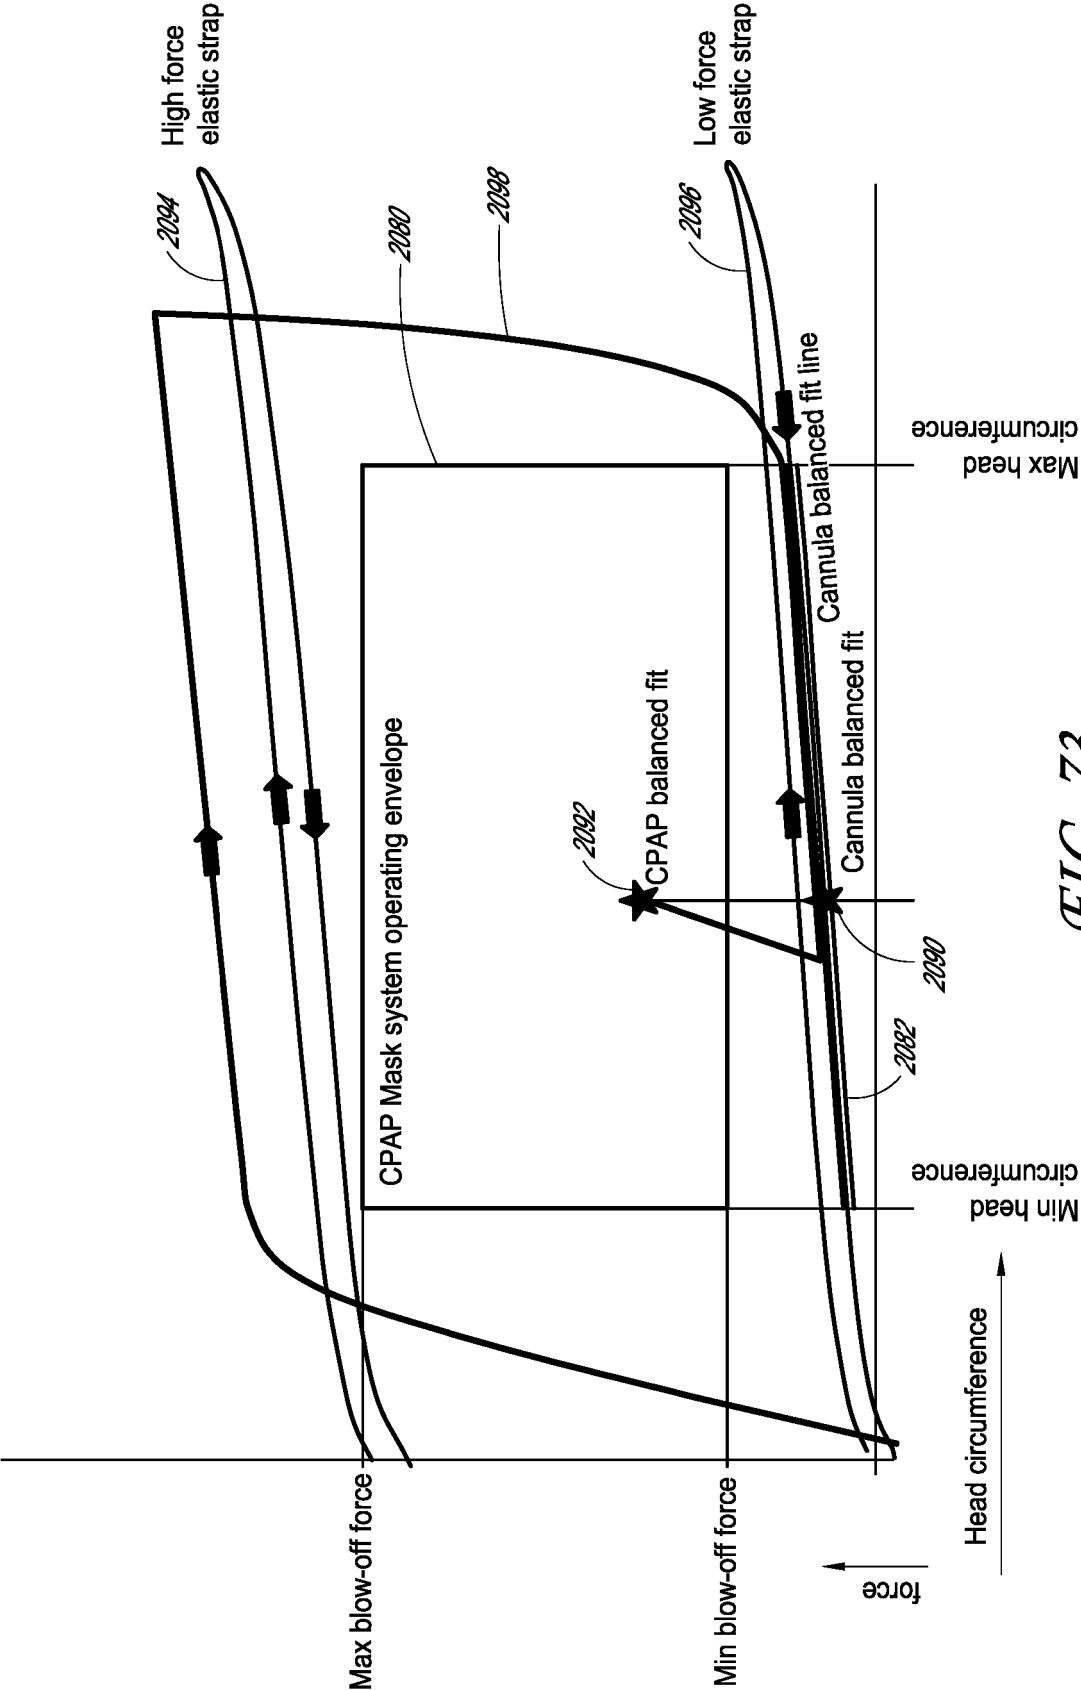 High force
elastic strap
2094
2098
2080
Low force
elastic strap
2096
Cannula balanced fit line
Max head
circumference
CPAP Mask system operating envelope
2092
CPAP balanced fit
Cannula balanced fit
2090
2082
Min head
circumference
Max blow-off force
Min blow-off force
Head circumference
force